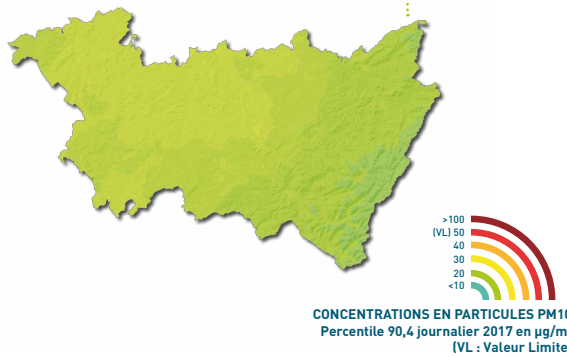 >100
(VL) 50
40
30
20
<10
CONCENTRATIONS EN PARTICULES PM10
Percentile 90,4 journalier 2017 en µg/m
(VL : Valeur Limite